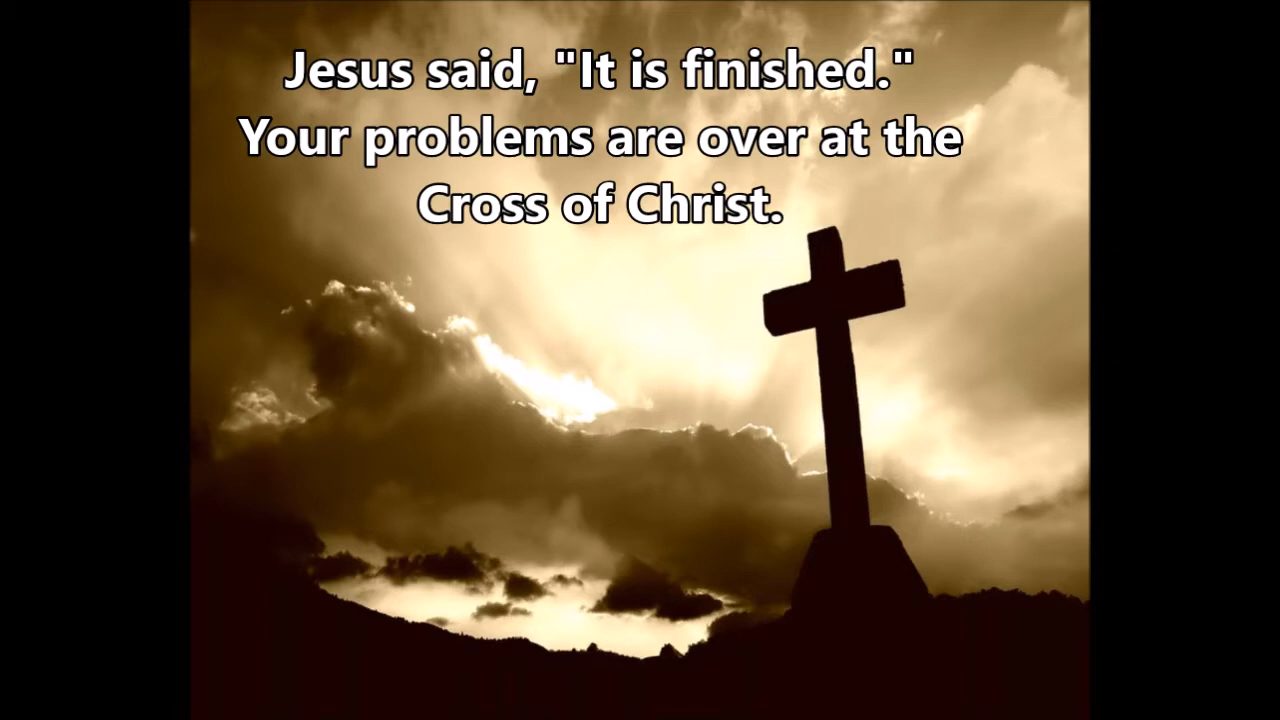 Jesus said, "It is finished."
Your problems are over at the
Cross of Christ.